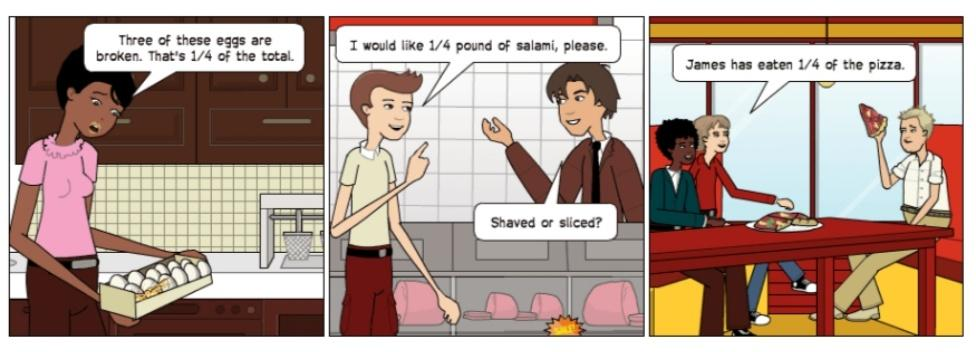 Three of these eggs are
broken. That's 1/4 of the total.
I would like 1/4 pound of salami, please.
Shaved or sliced?
James has eaten 1/4 of the pizza.